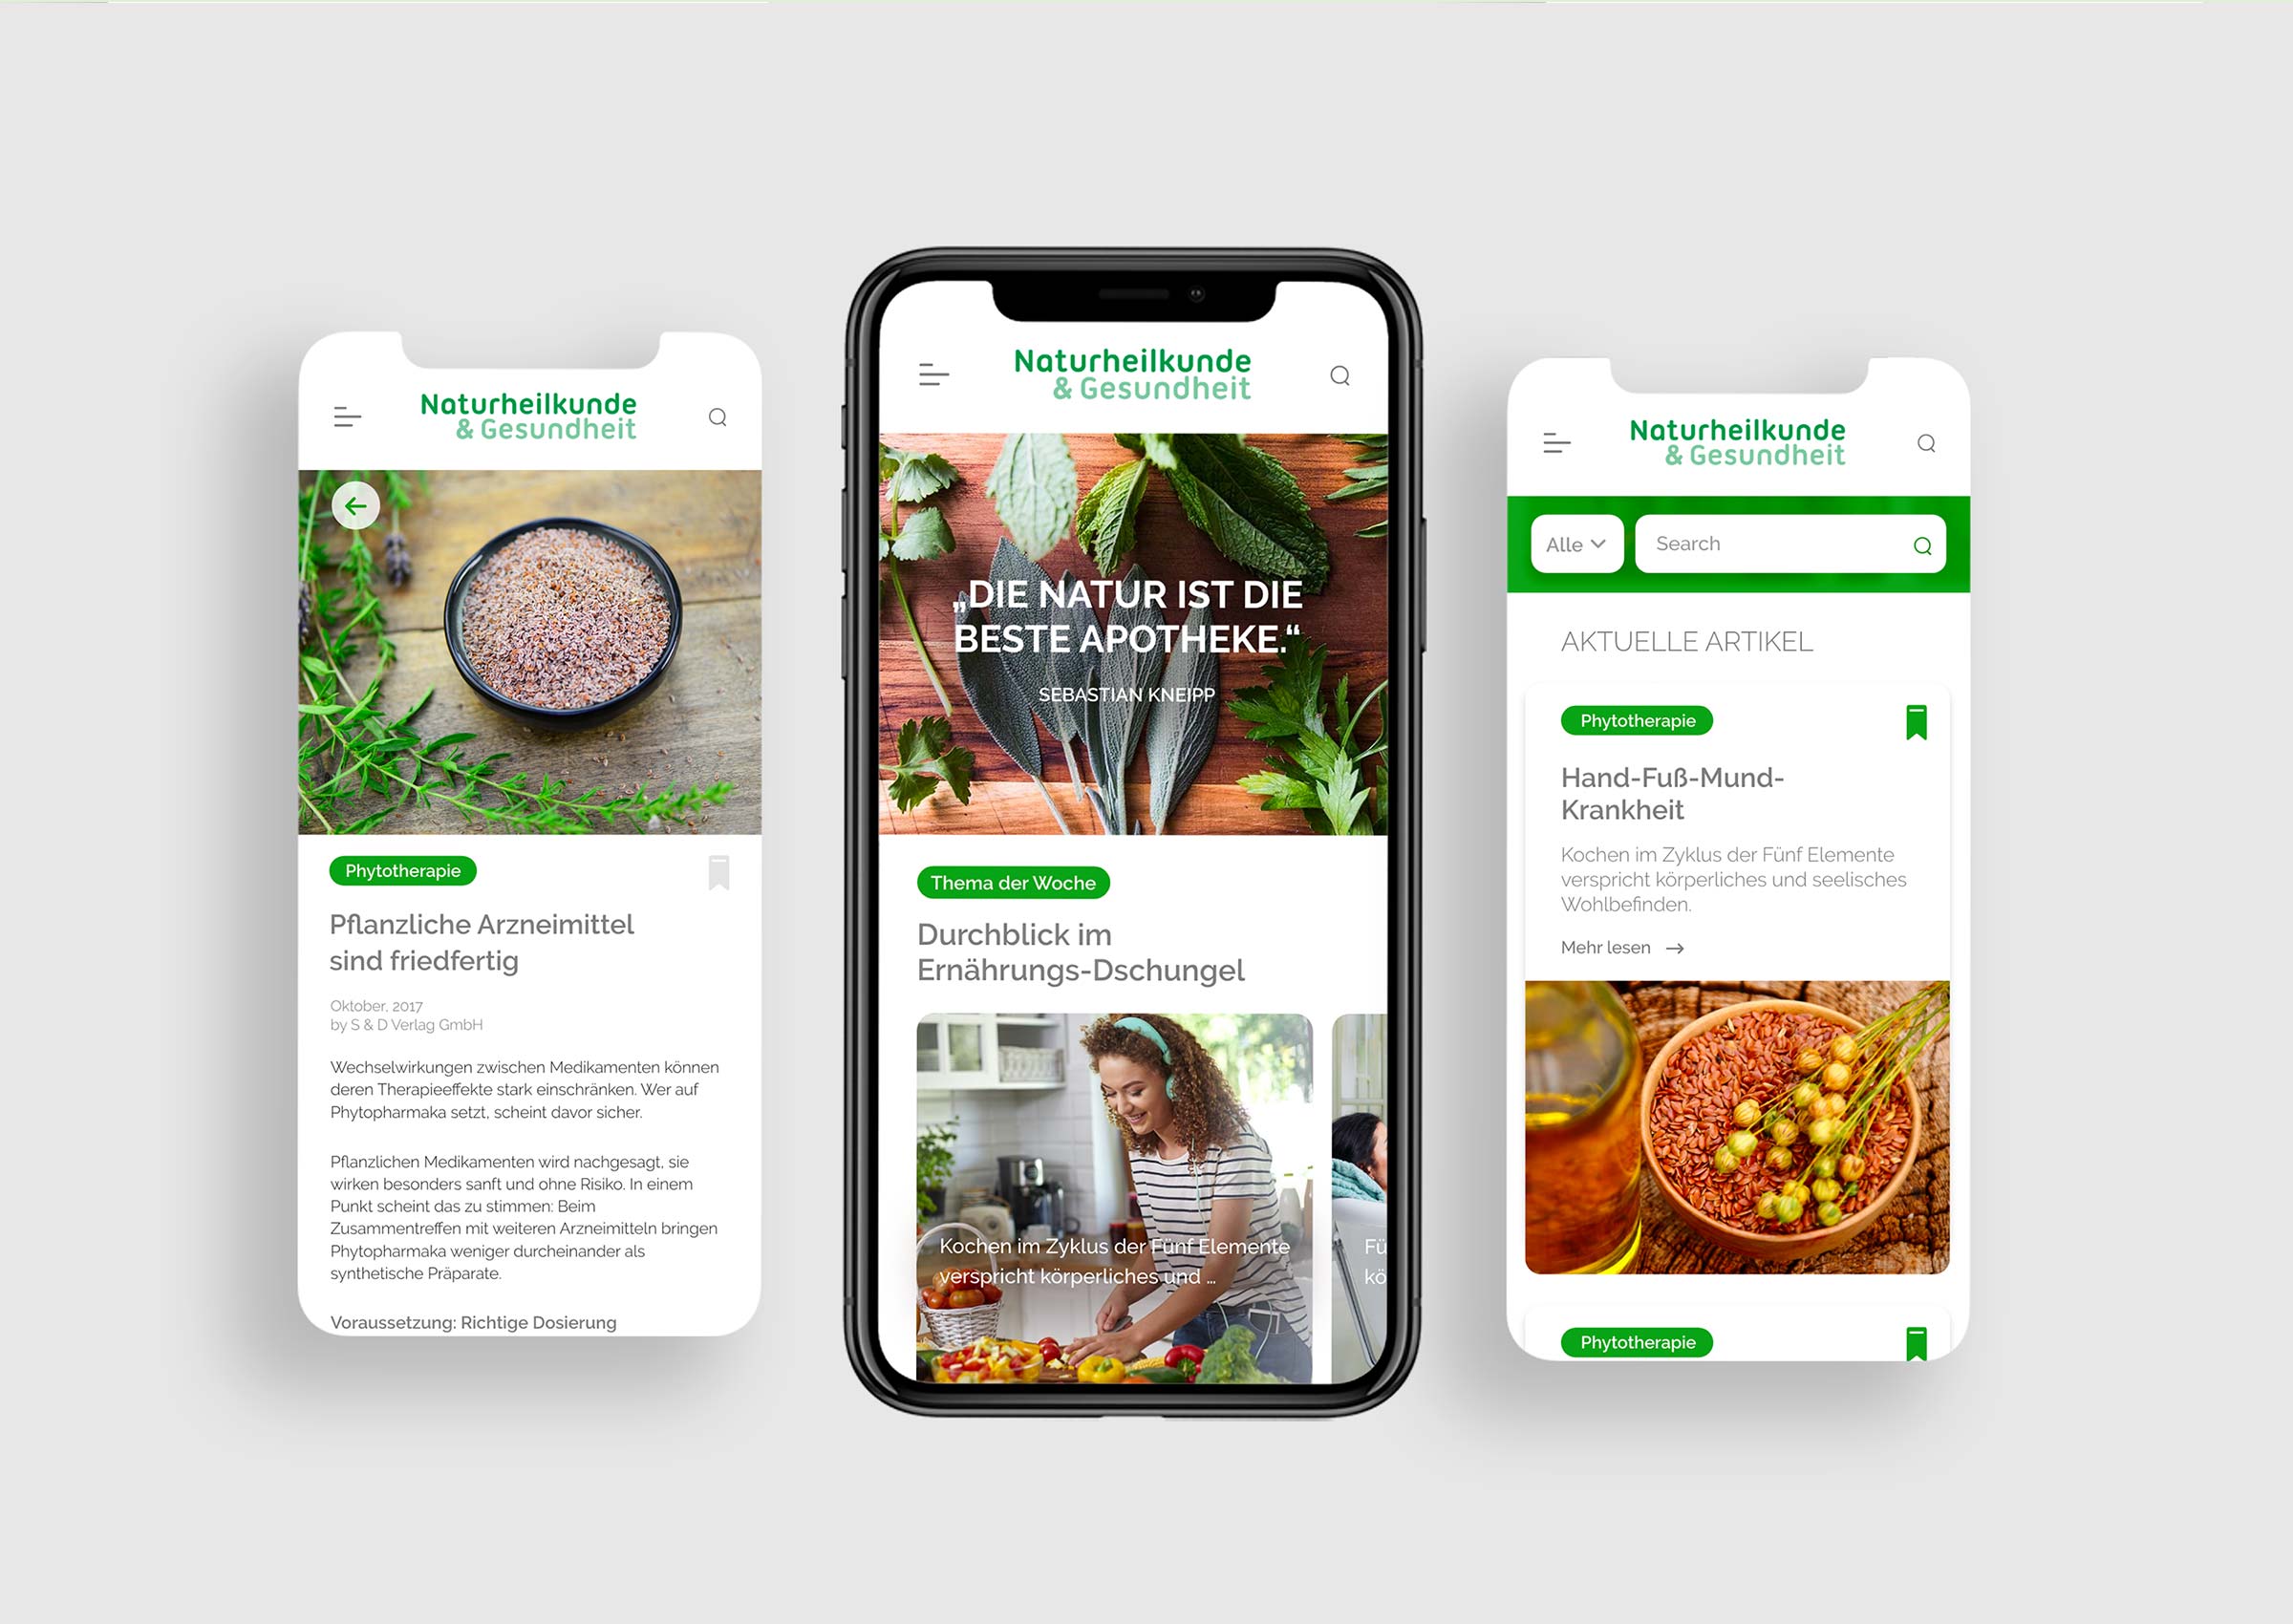 Naturheilkunde
& Gesundheit
Phytotherapie
Pflanzliche Arzneimittel
sind friedfertig
Oktober, 2017
by S & D Verlag GmbH
Wechselwirkungen zwischen Medikamenten können
deren Therapieeffekte stark einschränken. Wer auf
Phytopharmaka setzt, scheint davor sicher.
Pflanzlichen Medikamenten wird nachgesagt, sie
wirken besonders sanft und ohne Risiko. In einem
Punkt scheint das zu stimmen: Beim
Zusammentreffen mit weiteren Arzneimitteln bringen
Phytopharmaka weniger durcheinander als
synthetische Präparate.
Voraussetzung: Richtige Dosierung
Naturheilkunde
& Gesundheit
„DIE NATUR IST DIE
BESTE APOTHEKE.“
SEBASTIAN KNEIPP
Thema der Woche
Durchblick im
Ernährungs-Dschungel
Kochen im Zyklus der Fünf Elemente
verspricht körperliches und ...
Fü
kö
Naturheilkunde
& Gesundheit
Alle
Search
AKTUELLE ARTIKEL
Phytotherapie
Hand-Fuß-Mund-
Krankheit
Kochen im Zyklus der Fünf Elemente
verspricht körperliches und seelisches
Wohlbefinden.
Mehr lesen →
Phytotherapie